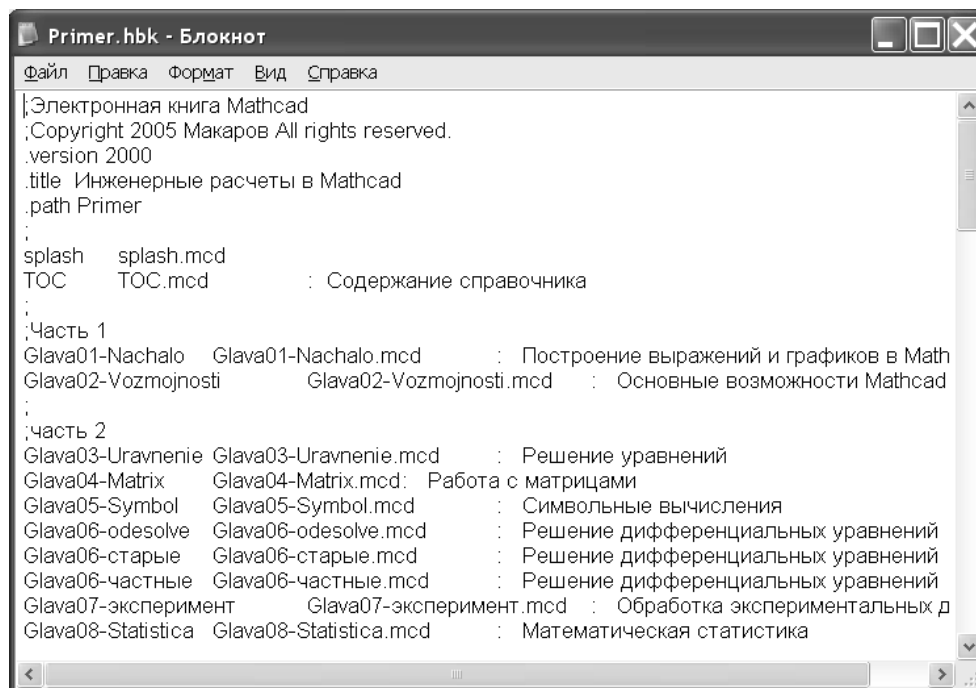 Primer.hbk - Блокнот
Файл Правка Формат Вид Справка
;Электронная книга Mathcad
;Copyright 2005 Макаров All rights reserved.
.version 2000
.title Инженерные расчеты в Mathcad
.path Primer
;
splash splash.mcd
TOC TOC.mcd : Содержание справочника
;
;Часть 1
Glava01-Nachalo Glava01-Nachalo.mcd : Построение выражений и графиков в Math
Glava02-Vozmojnosti Glava02-Vozmojnosti.mcd : Основные возможности Mathcad
;
;часть 2
Glava03-Uravnenie Glava03-Uravnenie.mcd : Решение уравнений
Glava04-Matrix Glava04-Matrix.mcd: Работа с матрицами
Glava05-Symbol Glava05-Symbol.mcd : Символьные вычисления
Glava06-odesolve Glava06-odesolve.mcd : Решение дифференциальных уравнений
Glava06-старые Glava06-старые.mcd : Решение дифференциальных уравнений
Glava06-частные Glava06-частные.mcd : Решение дифференциальных уравнений
Glava07-эксперимент Glava07-эксперимент.mcd : Обработка экспериментальных д
Glava08-Statistica Glava08-Statistica.mcd : Математическая статистика